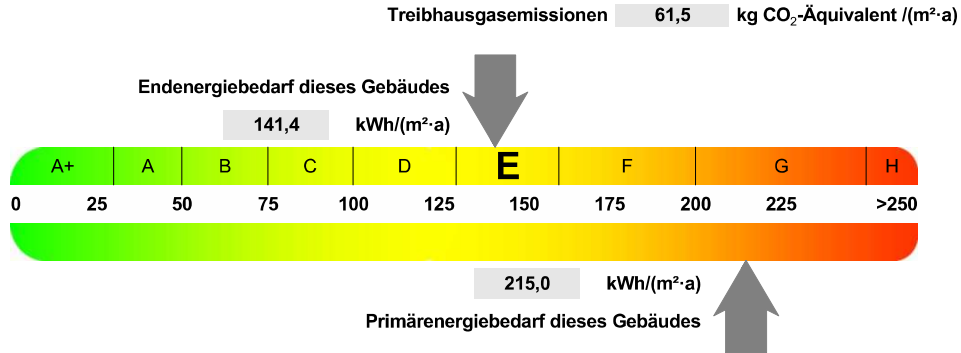 Treibhausgasemissionen 61,5 kg CO₂-Äquivalent /(m²·a)
Endenergiebedarf dieses Gebäudes
141,4 kWh/(m²·a)
A+ A B C D E F G H
0 25 50 75 100 125 150 175 200 225 >250
215,0 kWh/(m²·a)
Primärenergiebedarf dieses Gebäudes